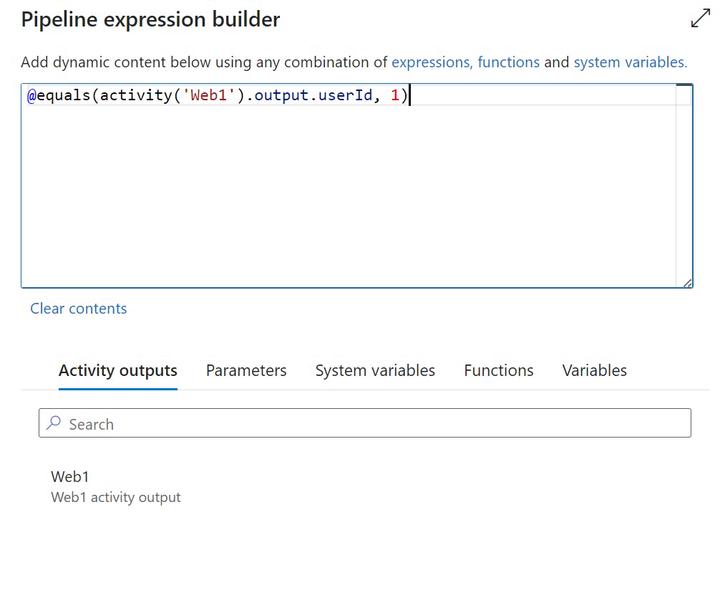 Pipeline expression builder
Add dynamic content below using any combination of expressions, functions and system variables.
@equals(activity('Web1').output.userId, 1)
Clear contents
Activity outputs Parameters System variables Functions Variables
Search
Web1
Web1 activity output